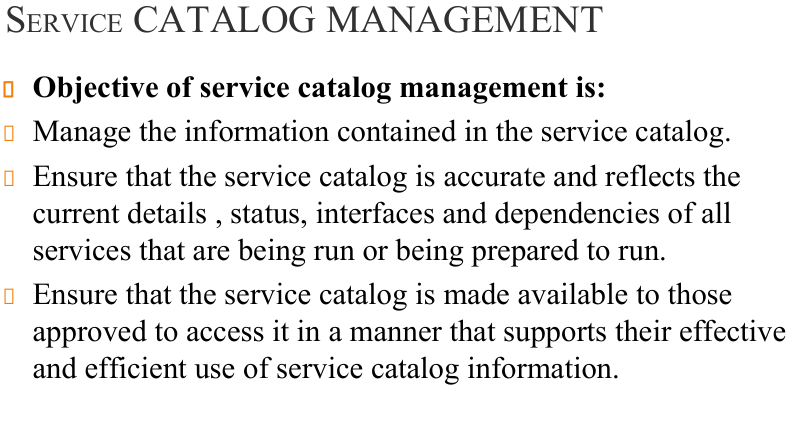 SERVICE CATALOG MANAGEMENT
Objective of service catalog management is:
Manage the information contained in the service catalog.
Ensure that the service catalog is accurate and reflects the
current details , status, interfaces and dependencies of all
services that are being run or being prepared to run.
Ensure that the service catalog is made available to those
approved to access it in a manner that supports their effective
and efficient use of service catalog information.